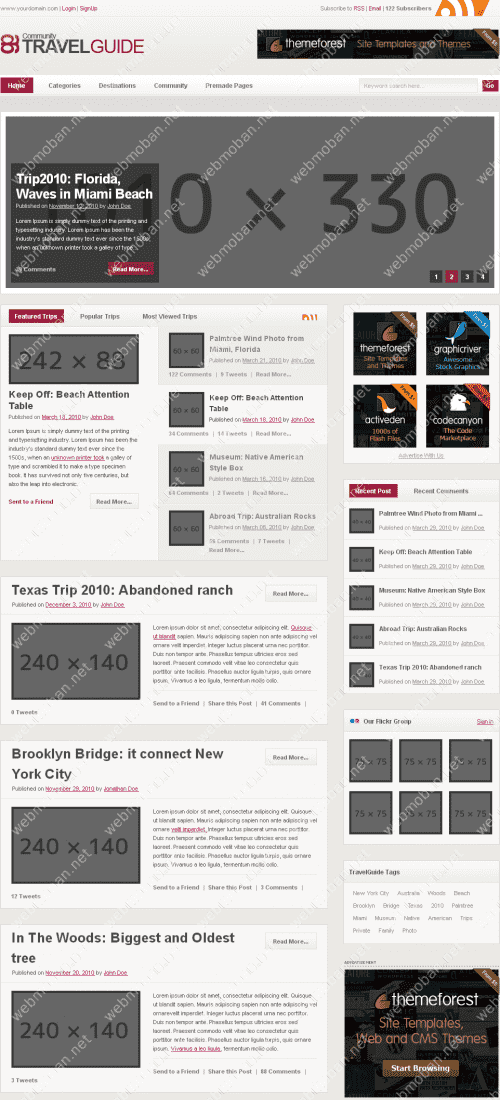 www.yourdomain.com | Login | SignUp
Subscribe to RSS | Email | 122 Subscribers
Community
TRAVELGUIDE
themeforest Site Templates and Themes
Home Categories Destinations Community Premade Pages
Keyword search here...
Go
Trip2010: Florida,
Waves in Miami Beach
Published on November 12, 2010 by John Doe
Lorem Ipsum is simply dummy text of the printing and
typesetting industry. Lorem Ipsum has been the
industry's standard dummy text ever since the 1500s,
when an unknown printer took a galley of type...
Comments
Read More...
× 330
1 2 3 4
Featured Trips Popular Trips Most Viewed Trips
242 × 88
Keep Off: Beach Attention
Table
Published on March 18, 2010 by John Doe
Lorem Ipsum is simply dummy text of the printing and
typesetting industry. Lorem Ipsum has been the
industry's standard dummy text ever since the
1500s, when an unknown printer took a galley of
type and scrambled it to make a type specimen
book. It has survived not only five centuries, but
also the leap into electronic.
Sent to a Friend
Read More...
60 × 60
Palmtree Wind Photo from
Miami, Florida
Published on March 21, 2010 by John Doe
122 Comments | 9 Tweets | Read More...
60 × 60
Keep Off: Beach Attention
Table
Published on March 18, 2010 by John Doe
34 Comments | 14 Tweets | Read More...
60 × 60
Museum: Native American
Style Box
Published on March 16, 2010 by John Doe
64 Comments | 2 Tweets | Read More...
60 × 60
Abroad Trip: Australian Rocks
Published on March 08, 2010 by John Doe
76 Comments | 7 Tweets |
Read More...
themeforest
Site Templates
and Themes
graphicriver
Awesome
Stock Graphics
activeden
1000s of
Flash Files
codecanyon
The Code
Marketplace
Advertise With Us
Recent Post Recent Comments
Palmtree Wind Photo from Miami ...
Published on March 29, 2010 by John Doe
Keep Off: Beach Attention Table
Published on March 29, 2010 by John Doe
Museum: Native American Style Box
Published on March 29, 2010 by John Doe
Abroad Trip: Australian Rocks
Published on March 29, 2010 by John Doe
Texas Trip 2010: Abandoned ranch
Published on March 29, 2010 by John Doe
Texas Trip 2010: Abandoned ranch
Published on December 3, 2010 by John Doe
Read More...
240 × 140
Lorem ipsum dolor sit amet, consectetur adipiscing elit. Quisque
ut blandit sapien. Mauris adipiscing sapien non ante adipiscing vel
ornare velit imperdiet. Integer luctus placerat urna nec porttitor.
Duis non tempor ante. Phasellus tempus ultricies eros sed
laoreet. Praesent commodo velit vitae leo consectetur quis
porttitor ante facilisis. Phasellus auctor ligula turpis, quis ornare
ipsum. Vivamus a leo ligula, fermentum mollis odio.
0 Tweets
Send to a Friend | Share this Post | 41 Comments |
Brooklyn Bridge: it connect New
York City
Published on November 29, 2010 by Jonathan Doe
Read More...
240 × 140
Lorem ipsum dolor sit amet, consectetur adipiscing elit. Quisque
ut blandit sapien. Mauris adipiscing sapien non ante adipiscing vel
ornare velit imperdiet. Integer luctus placerat urna nec porttitor.
Duis non tempor ante. Phasellus tempus ultricies eros sed
laoreet. Praesent commodo velit vitae leo consectetur quis
porttitor ante facilisis. Phasellus auctor ligula turpis, quis ornare
ipsum. Vivamus a leo ligula, fermentum mollis odio.
12 Tweets
Send to a Friend | Share this Post | 3 Comments |
In The Woods: Biggest and Oldest
tree
Published on November 20, 2010 by John Doe
Read More...
240 × 140
Lorem ipsum dolor sit amet, consectetur adipiscing elit. Quisque
ut blandit sapien. Mauris adipiscing sapien non ante adipiscing vel
ornare velit imperdiet. Integer luctus placerat urna nec porttitor.
Duis non tempor ante. Phasellus tempus ultricies eros sed
laoreet. Praesent commodo velit vitae leo consectetur quis
porttitor ante facilisis. Phasellus auctor ligula turpis, quis ornare
ipsum. Vivamus a leo ligula, fermentum mollis odio.
3 Tweets
Send to a Friend | Share this Post | 88 Comments |
Our Flickr Group
Sign in
75 × 75 75 × 75 75 × 75
75 × 75 75 × 75 75 × 75
TravelGuide Tags
New York City Australia Woods Beach
Brooklyn Bridge Texas 2010 Palmtree
Miami Museum Native American Trips
Private Family Photo
ADVERTISEMENT
themeforest
Site Templates,
Web and CMS Themes
Start Browsing
webmoban.net